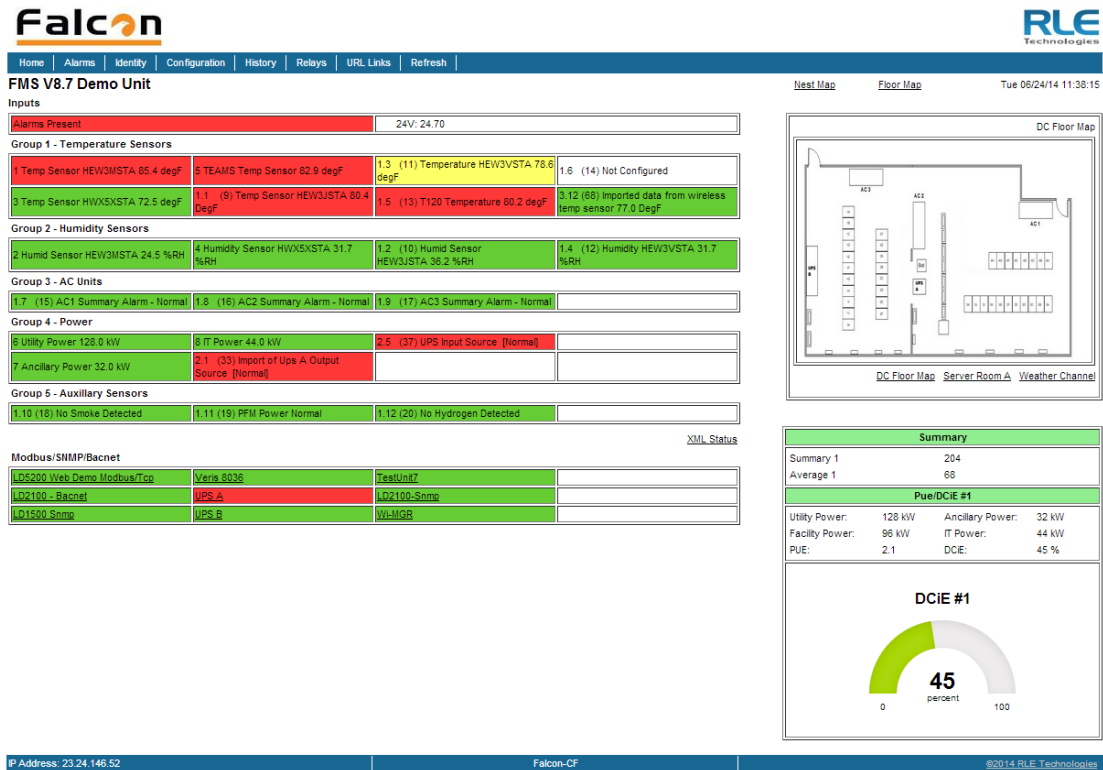 Falcon
RLE
Technologies
Home Alarms Identity Configuration History Relays URL Links Refresh
FMS V8.7 Demo Unit
Nest Map Floor Map Tue 06/24/14 11:38:15
Inputs
Alarms Present 24V: 24.70
Group 1 - Temperature Sensors
1 Temp Sensor HEW3MSTA 85.4 degF
5 TEAMS Temp Sensor 82.9 degF
1.3 (11) Temperature HEW3VSTA 78.6
degF
1.6 (14) Not Configured
3 Temp Sensor HWX5XSTA 72.5 degF
1.1 (9) Temp Sensor HEW3JSTA 80.4
DegF
1.5 (13) T120 Temperature 80.2 degF
3.12 (68) Imported data from wireless
temp sensor 77.0 DegF
Group 2 - Humidity Sensors
2 Humid Sensor HEW3MSTA 24.5 %RH
4 Humidity Sensor HWX5XSTA 31.7
%RH
1.2 (10) Humid Sensor
HEW3JSTA 36.2 %RH
1.4 (12) Humidity HEW3VSTA 31.7
%RH
Group 3 - AC Units
1.7 (15) AC1 Summary Alarm - Normal
1.8 (16) AC2 Summary Alarm - Normal
1.9 (17) AC3 Summary Alarm - Normal
Group 4 - Power
6 Utility Power 128.0 kW
8 IT Power 44.0 kW
2.5 (37) UPS Input Source [Normal]
7 Ancillary Power 32.0 kW
2.1 (33) Import of Ups A Output
Source [Normal]
Group 5 - Auxillary Sensors
1.10 (18) No Smoke Detected
1.11 (19) PFM Power Normal
1.12 (20) No Hydrogen Detected
XML Status
Modbus/SNMP/Bacnet
LD5200 Web Demo Modbus/Tcp
Veris 8036
TestUnit7
LD2100 - Bacnet
UPS A
LD2100-Snmp
LD1500 Snmp
UPS B
Wi-MGR
DC Floor Map
AC3
AC2
AC1
UPS
B
UPS
A
DC Floor Map Server Room A Weather Channel
Summary
Summary 1 204
Average 1 68
Pue/DCiE #1
Utility Power: 128 kW Ancillary Power: 32 kW
Facility Power: 96 kW IT Power: 44 kW
PUE: 2.1 DCiE: 45 %
DCiE #1
45
percent
0 100
IP Address: 23.24.146.52 Falcon-CF ©2014 RLE Technologies